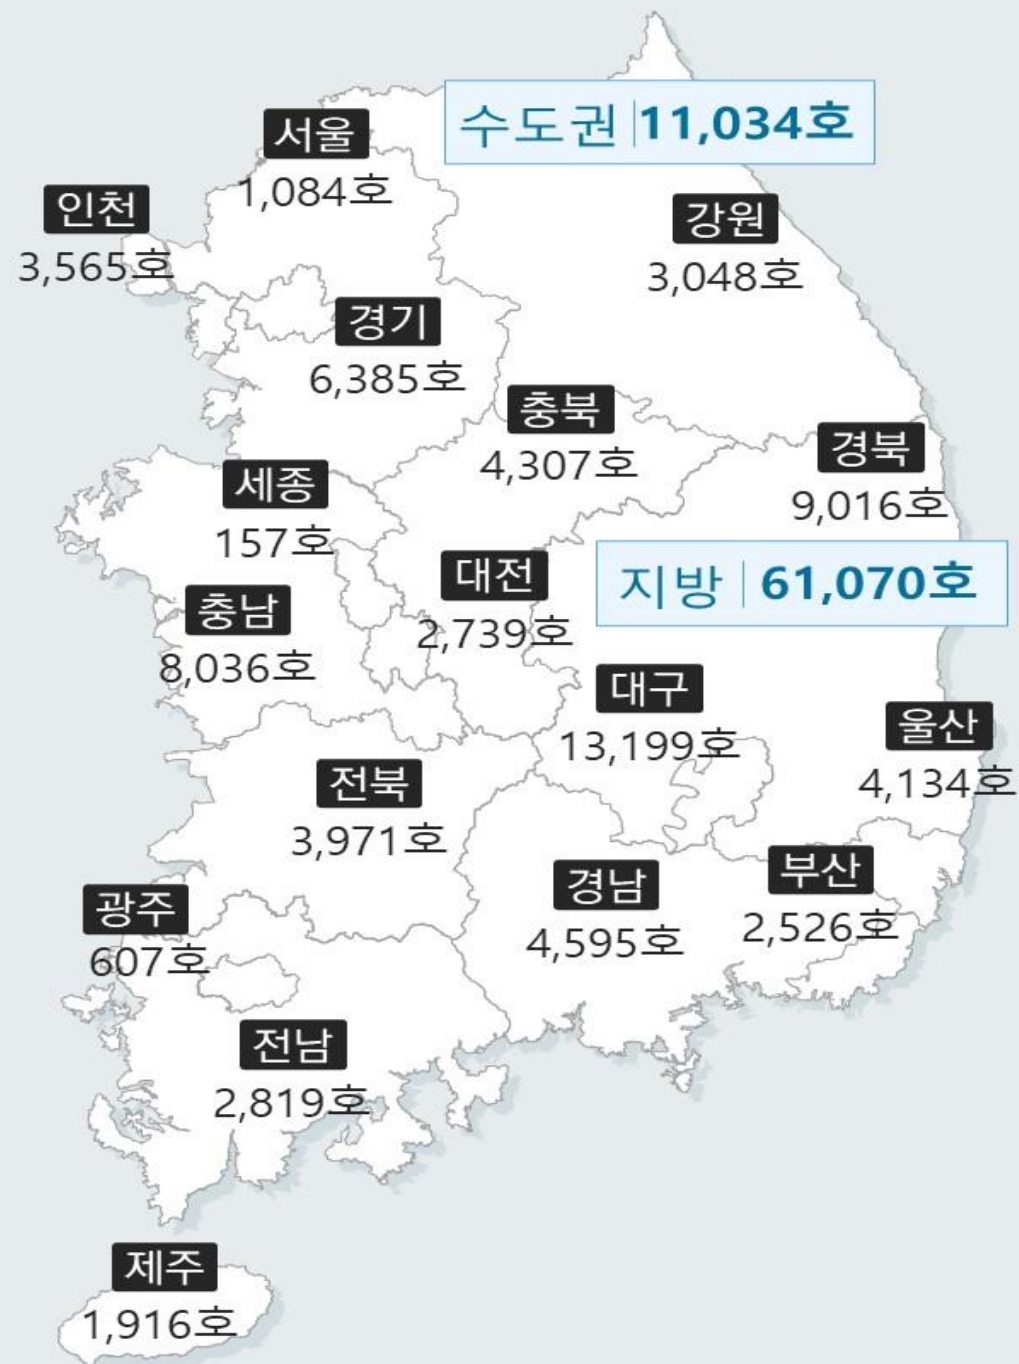 수도권 11,034호
서울
1,084호
인천
3,565호
강원
3,048호
경기
6,385호
충북
4,307호
경북
9,016호
세종
157호
지방 61,070호
대전
2,739호
충남
8,036호
대구
13,199호
울산
4,134호
전북
3,971호
부산
2,526호
경남
4,595호
광주
607호
전남
2,819호
제주
1,916호